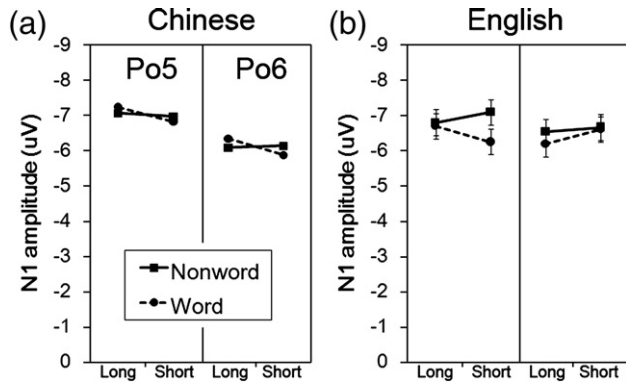 (a) Chinese
N1 amplitude (uV)
-9
-8
-7
-6
-5
-4
-3
-2
-1
0
Po5 Po6
Nonword
Word
Long Short Long Short
(b) English
N1 amplitude (uV)
-9
-8
-7
-6
-5
-4
-3
-2
-1
0
Long Short Long Short